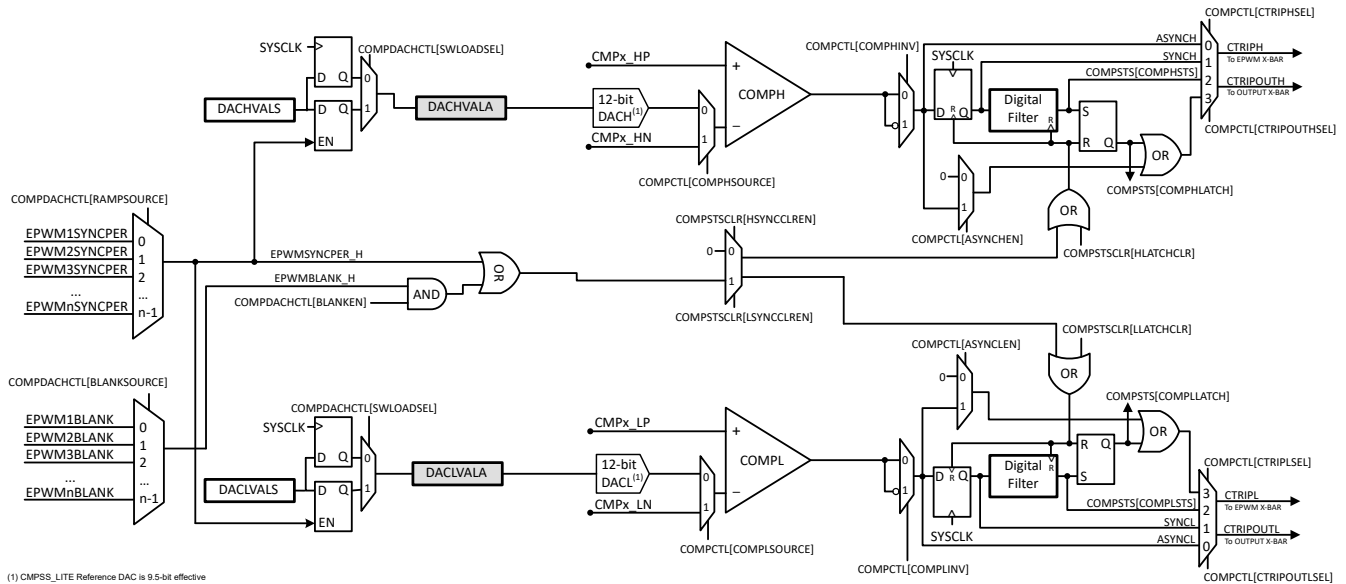 COMPCTL[CTRIPHSEL]
ASYNCH
0
CTRIPH
To EPWM X-BAR
SYNCH
1
COMPSTS[COMPHSTS]
2
CTRIPOUTH
To OUTPUT X-BAR
3
COMPCTL[CTRIPOUTHSEL]
SYSCLK
D Q
COMPDACHCTL[SWLOADSEL]
0
1
DACHVALS
D Q
EN
DACHVALA
CMPx_HP
12-bit
DACH(1)
CMPx_HN
0
1
COMPCTL[COMPHSOURCE]
+
COMPH
−
COMPCTL[COMPHINV]
0
1
SYSCLK
D R Q
Digital
Filter
R
S
R Q
OR
COMPSTS[COMPHLATCH]
0 0
1
COMPCTL[ASYNCHEN]
OR
COMPSTSCLR[HLATCHCLR]
COMPDACHCTL[RAMPSOURCE]
EPWM1SYNCPER 0
EPWM2SYNCPER 1
EPWM3SYNCPER 2
... ...
EPWMnSYNCPER n-1
EPWMSYNCPER_H
EPWMBLANK_H
COMPDACHCTL[BLANKEN]
AND
OR
COMPSTSCLR[HSYNCCLREN]
0 0
1
COMPSTSCLR[LSYNCCLREN]
COMPDACHCTL[BLANKSOURCE]
EPWM1BLANK 0
EPWM2BLANK 1
EPWM3BLANK 2
... ...
EPWMnBLANK n-1
COMPDACHCTL[SWLOADSEL]
SYSCLK
D Q
0
1
DACLVALS
D Q
EN
DACLVALA
CMPx_LP
12-bit
DACL(1)
CMPx_LN
0
1
COMPCTL[COMPLSOURCE]
+
COMPL
−
COMPCTL[ASYNCLEN]
0 0
1
COMPSTSCLR[LLATCHCLR]
OR
COMPSTS[COMPLLATCH]
OR
0
1
COMPCTL[COMPLINV]
D R Q
SYSCLK
Digital
Filter
R
R Q
S
COMPCTL[CTRIPLSEL]
3
COMPSTS[COMPLSTS]
2
CTRIPL
To EPWM X-BAR
SYNCL
1
ASYNCL
0
CTRIPOUTL
To OUTPUT X-BAR
COMPCTL[CTRIPOUTLSEL]
(1) CMPSS_LITE Reference DAC is 9.5-bit effective